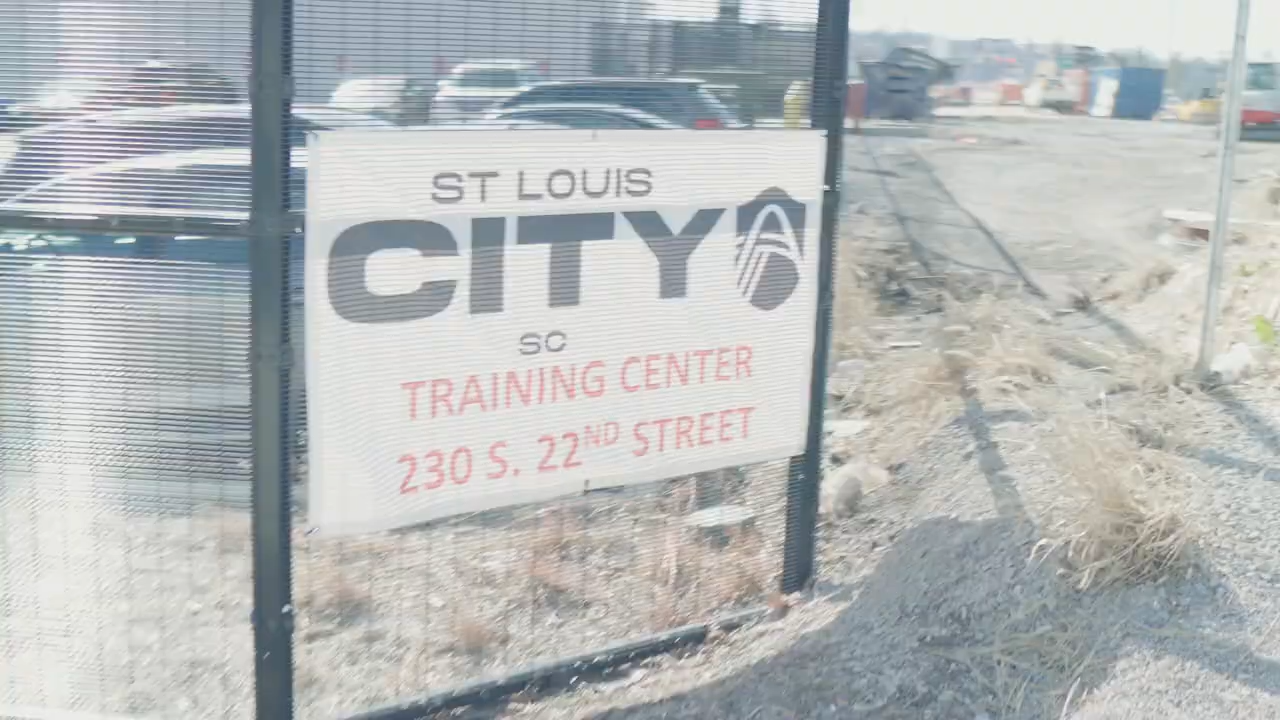 ST LOUIS
CITY
SC
TRAINING CENTER
230 S. 22ND STREET